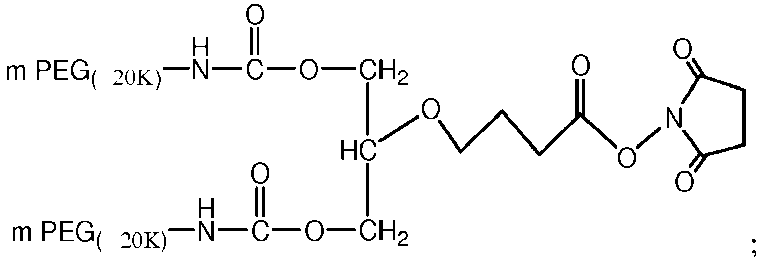 O O
m PEG( 20K) N H C O CH2 O
O N
HC O O
O
m PEG( 20K) N H C O CH2 ;